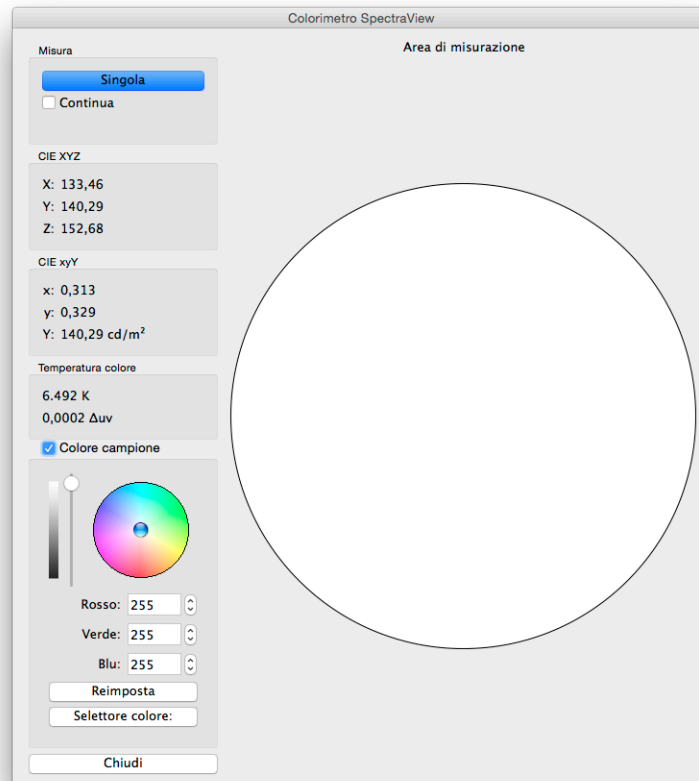 Colorimetro SpectraView
Misura
Singola
Continua
CIE XYZ
X: 133,46
Y: 140,29
Z: 152,68
CIE xyY
x: 0,313
y: 0,329
Y: 140,29 cd/m²
Temperatura colore
6.492 K
0,0002 Δuv
Colore campione
Rosso: 255
Verde: 255
Blu: 255
Reimposta
Selettore colore:
Chiudi
Area di misurazione